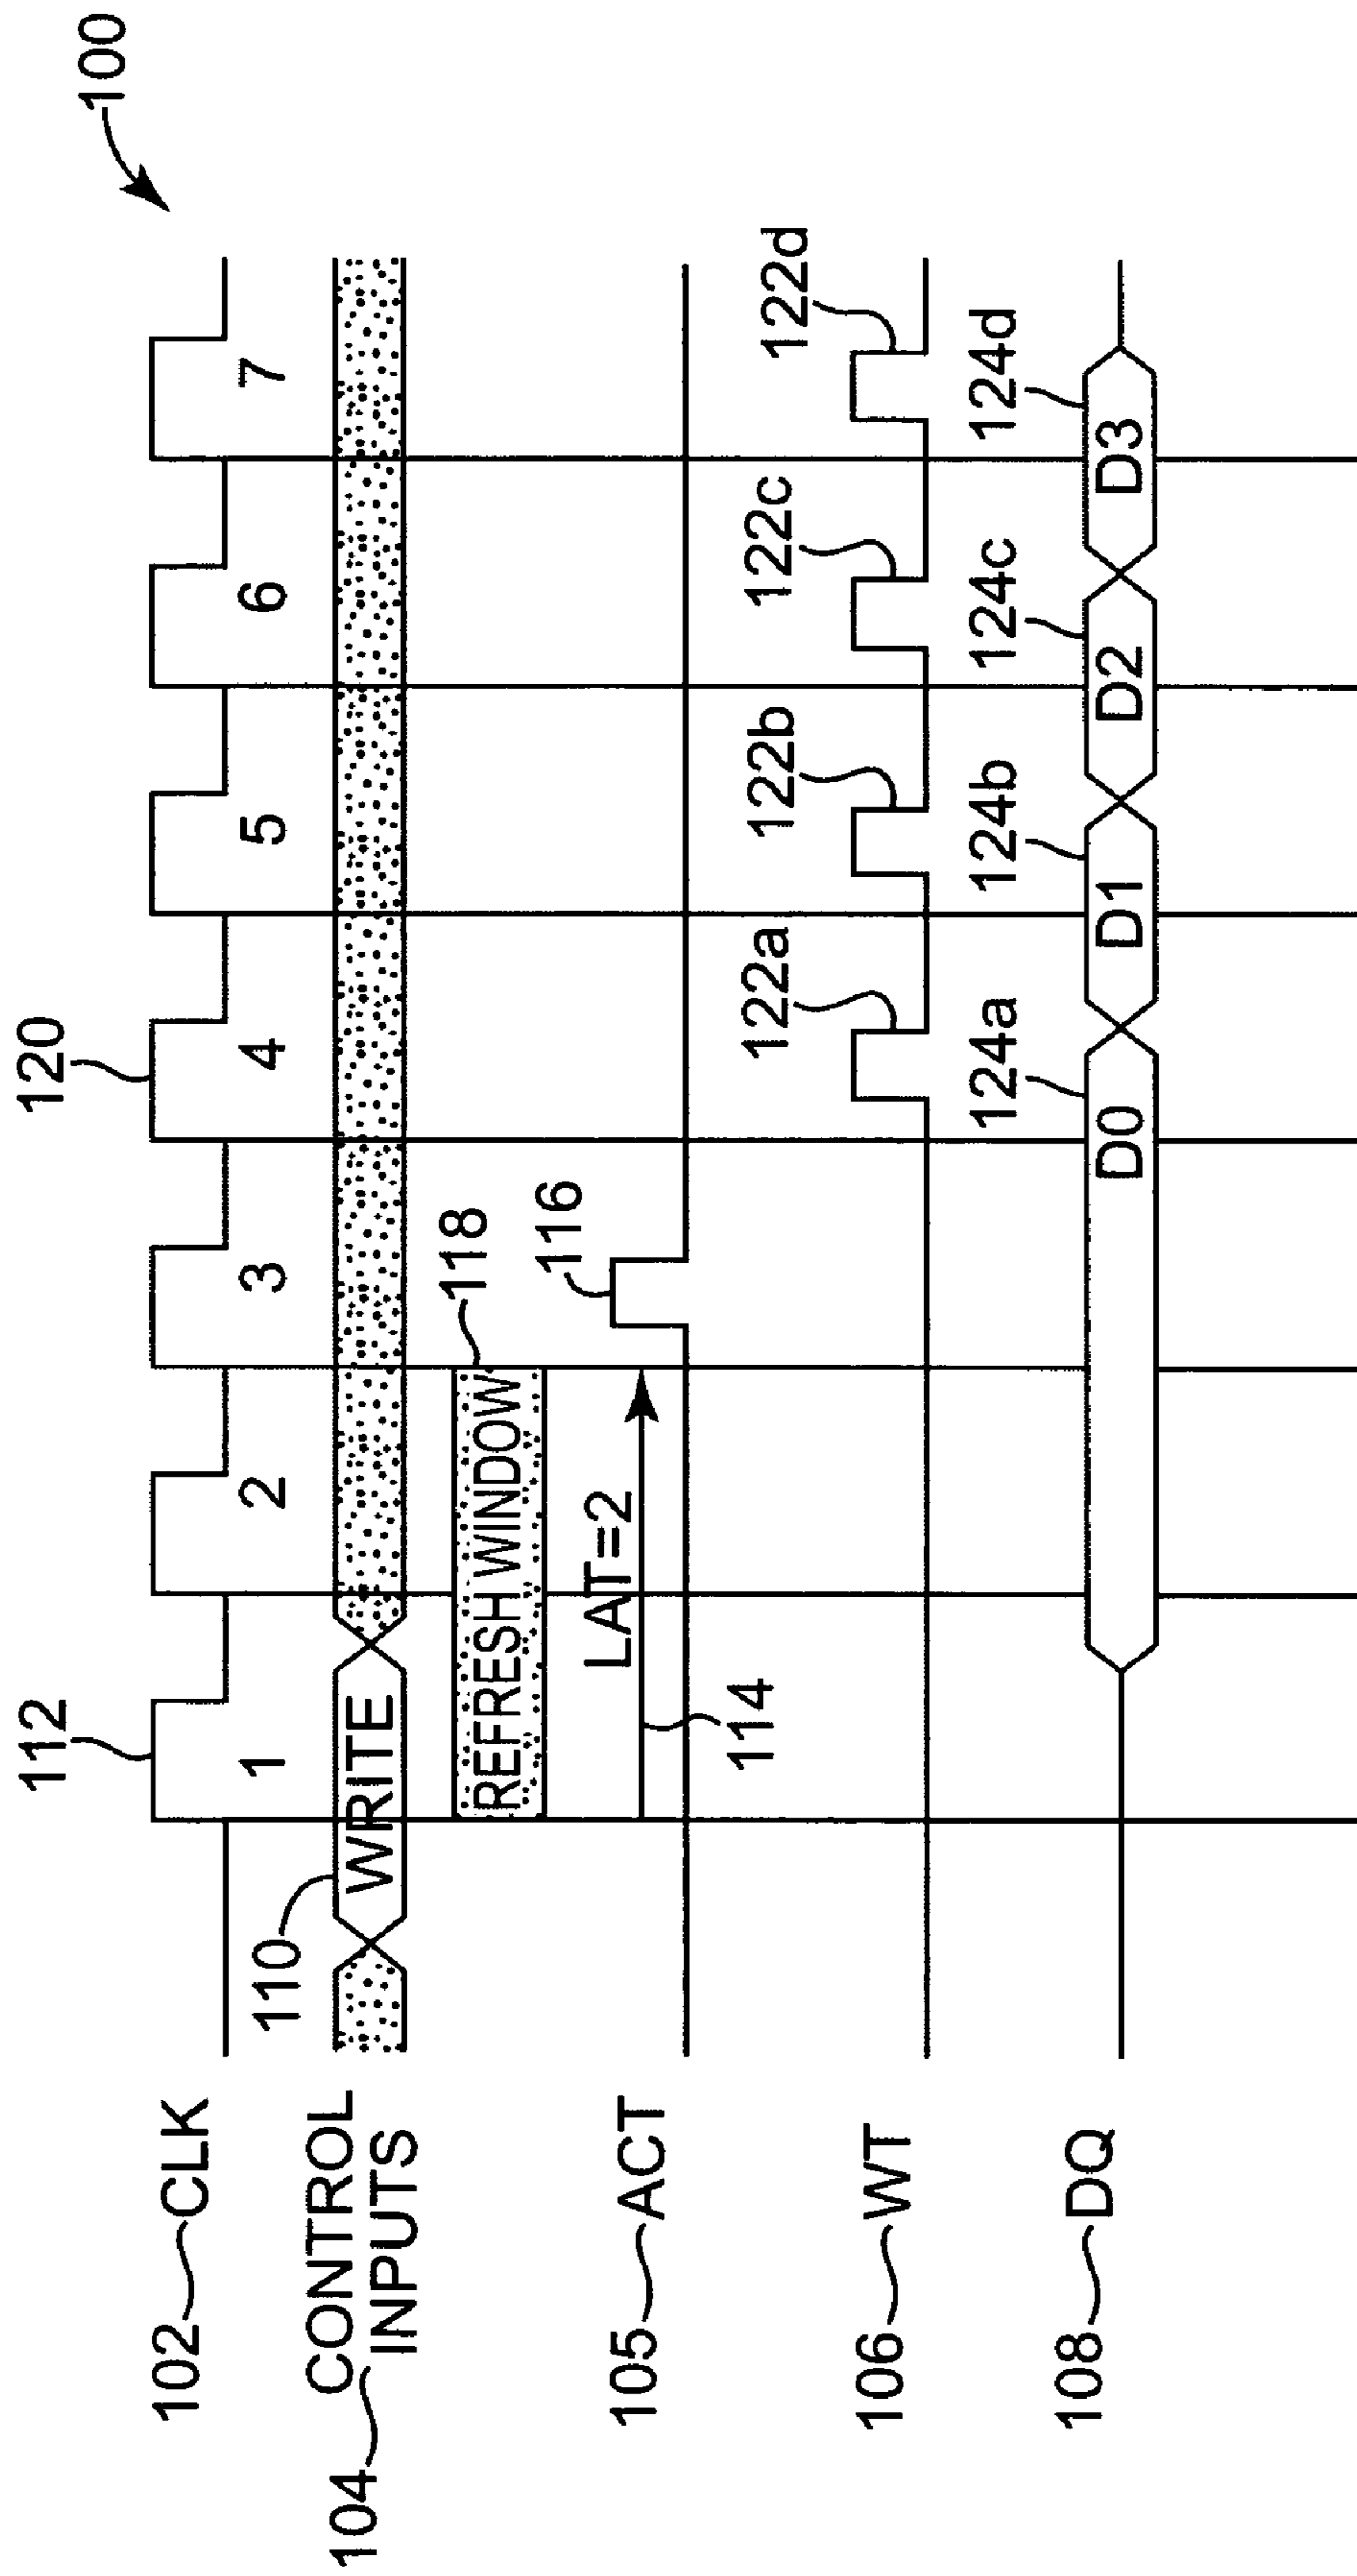 100
112
120
102 CLK
1 2 3 4 5 6 7
110
104 CONTROL
INPUTS
WRITE
REFRESH WINDOW
118
LAT=2
116
114
105 ACT
122a 122b 122c 122d
106 WT
124a 124b 124c 124d
108 DQ
D0 D1 D2 D3